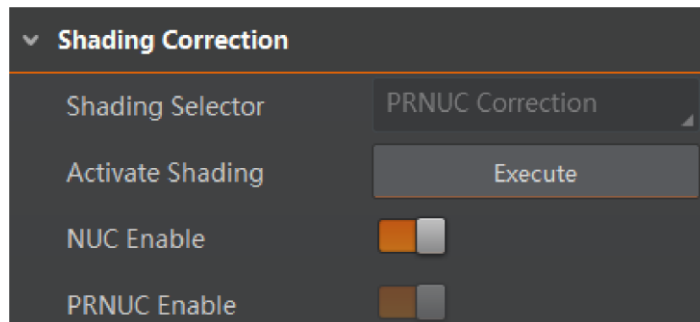 Shading Correction
Shading Selector PRNUC Correction
Activate Shading Execute
NUC Enable
PRNUC Enable